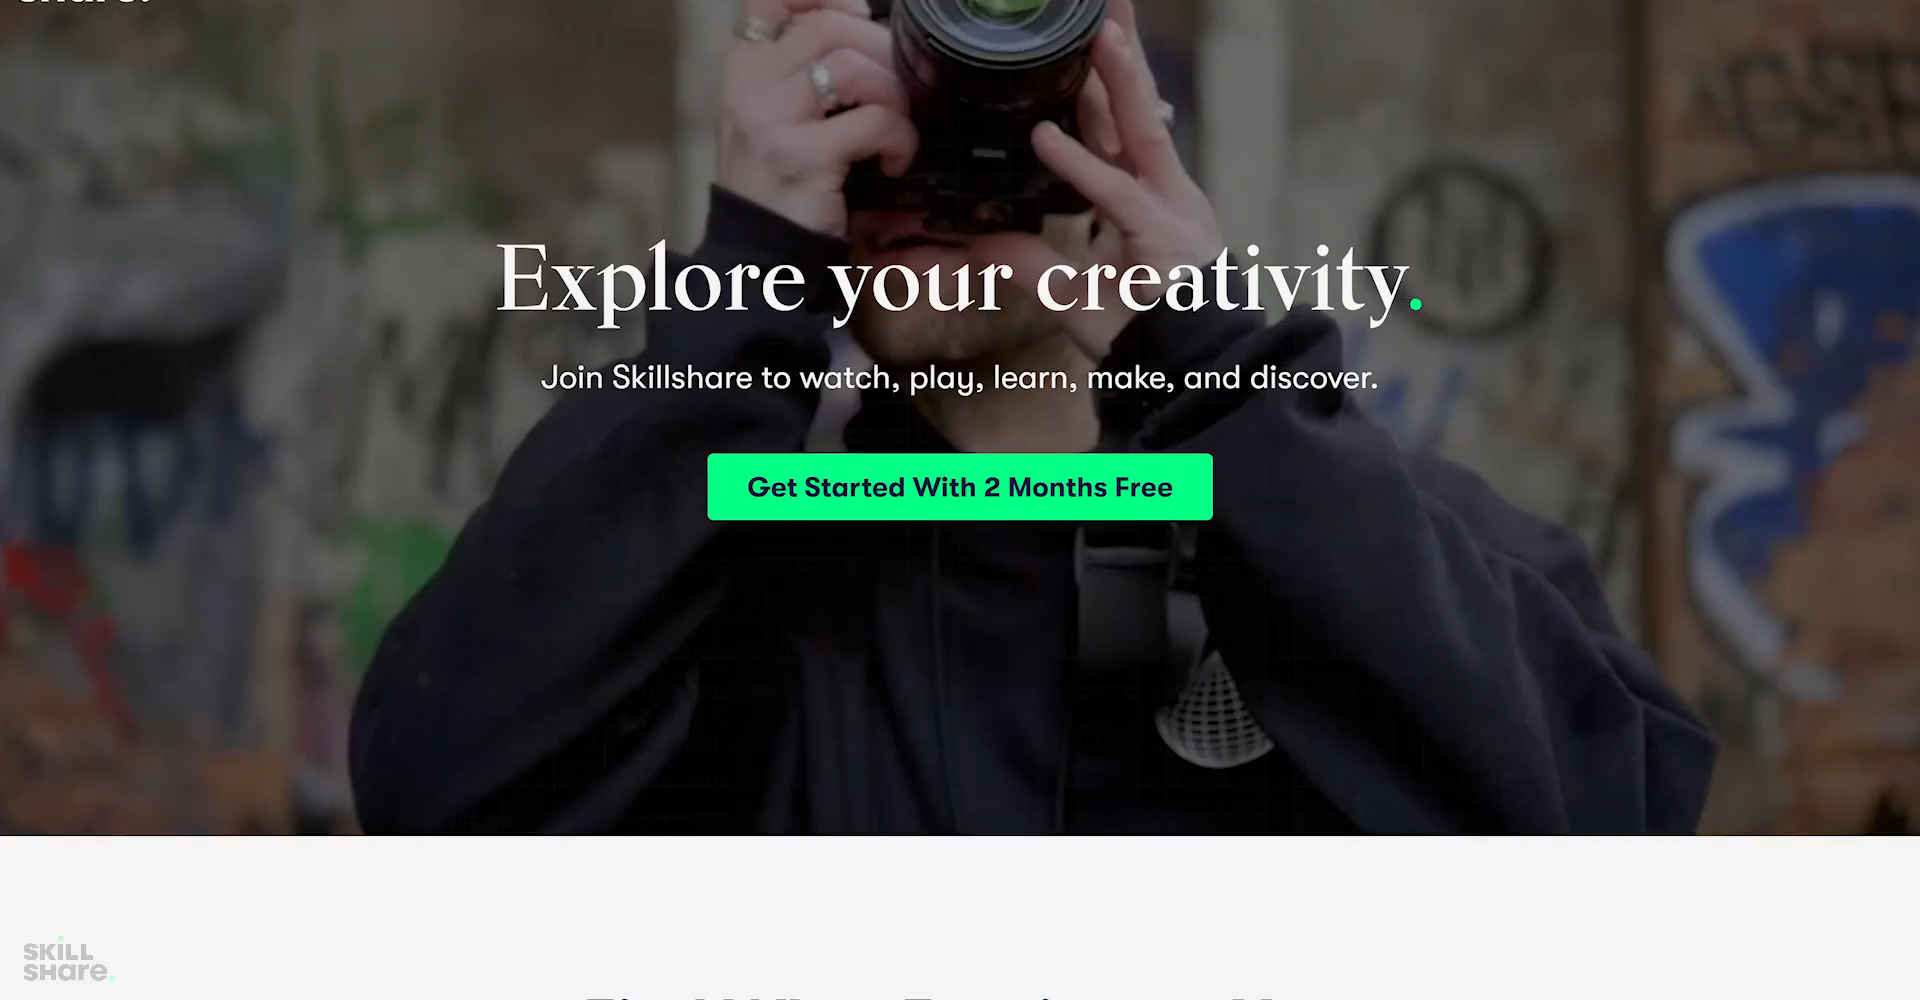 share.
Explore your creativity.
Join Skillshare to watch, play, learn, make, and discover.
Get Started With 2 Months Free
SKILL
SHare.